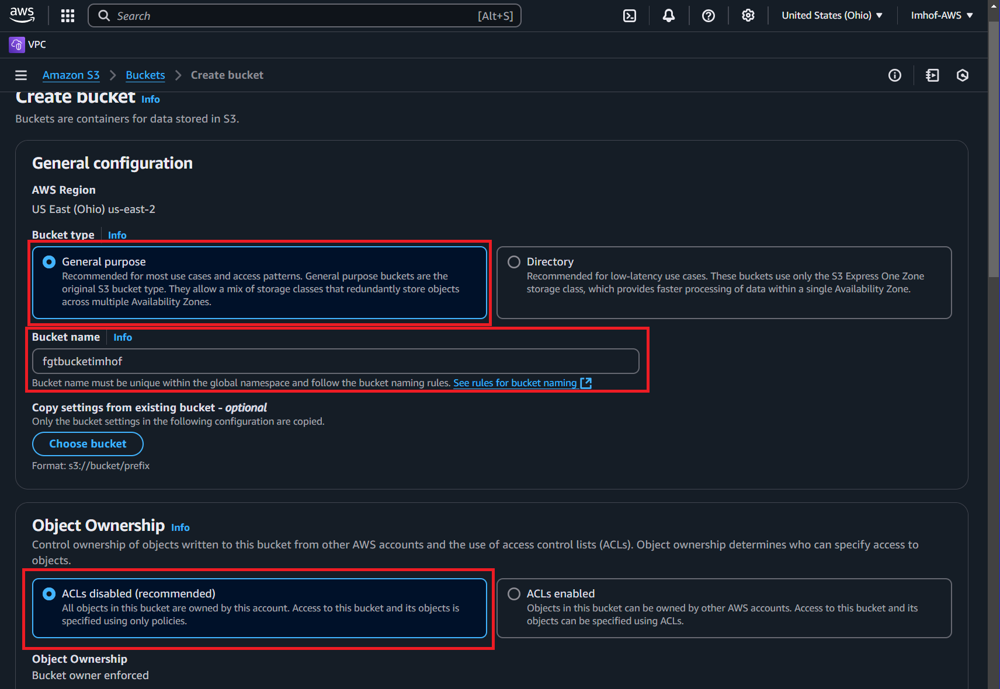 aws
Search [Alt+S]
United States (Ohio) ▼
Imhof-AWS ▼
VPC
Amazon S3 > Buckets > Create bucket
Create bucket Info
Buckets are containers for data stored in S3.
General configuration
AWS Region
US East (Ohio) us-east-2
Bucket type Info
General purpose
Recommended for most use cases and access patterns. General purpose buckets are the
original S3 bucket type. They allow a mix of storage classes that redundantly store objects
across multiple Availability Zones.
Directory
Recommended for low-latency use cases. These buckets use only the S3 Express One Zone
storage class, which provides faster processing of data within a single Availability Zone.
Bucket name Info
fgtbucketimhof
Bucket name must be unique within the global namespace and follow the bucket naming rules. See rules for bucket naming
Copy settings from existing bucket - optional
Only the bucket settings in the following configuration are copied.
Choose bucket
Format: s3://bucket/prefix
Object Ownership Info
Control ownership of objects written to this bucket from other AWS accounts and the use of access control lists (ACLs). Object ownership determines who can specify access to
objects.
ACLs disabled (recommended)
All objects in this bucket are owned by this account. Access to this bucket and its objects is
specified using only policies.
ACLs enabled
Objects in this bucket can be owned by other AWS accounts. Access to this bucket and its
objects can be specified using ACLs.
Object Ownership
Bucket owner enforced